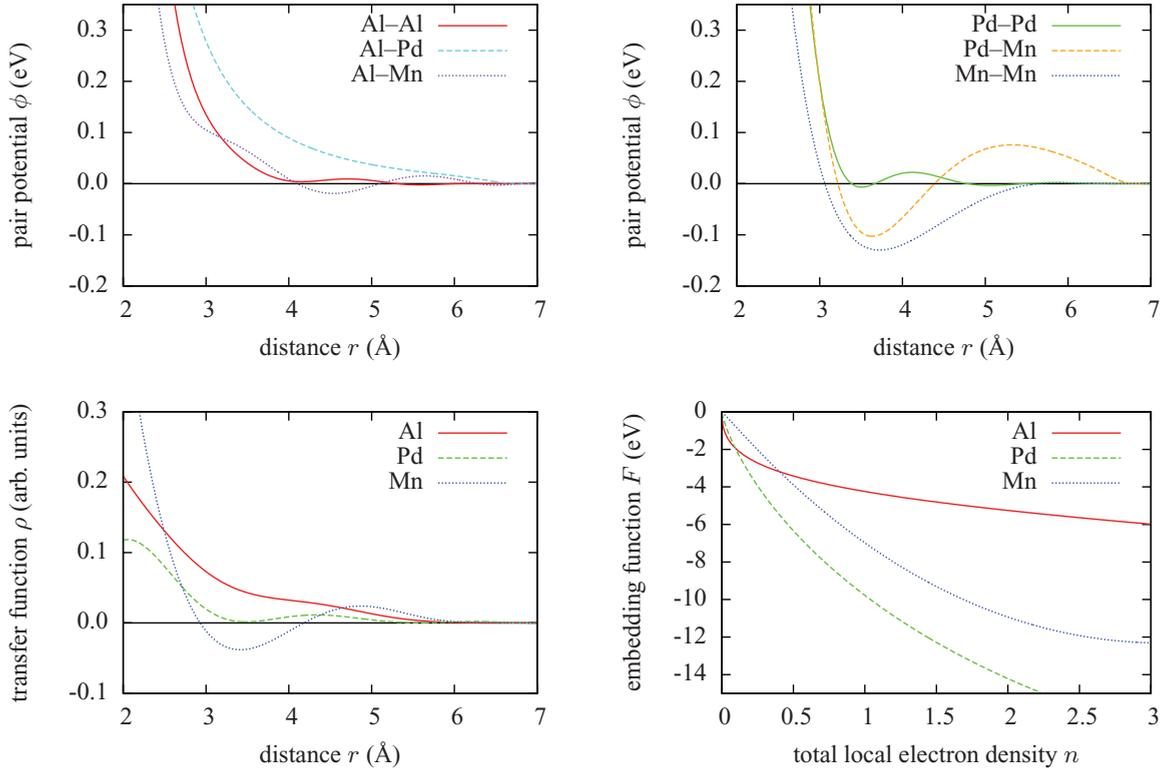 pair potential ϕ (eV)
0.3
0.2
0.1
0.0
-0.1
-0.2
2 3 4 5 6 7
distance r (Å)
Al–Al
Al–Pd
Al–Mn
pair potential ϕ (eV)
0.3
0.2
0.1
0.0
-0.1
-0.2
2 3 4 5 6 7
distance r (Å)
Pd–Pd
Pd–Mn
Mn–Mn
transfer function ρ (arb. units)
0.3
0.2
0.1
0.0
-0.1
2 3 4 5 6 7
distance r (Å)
Al
Pd
Mn
embedding function F (eV)
0
-2
-4
-6
-8
-10
-12
-14
0 0.5 1 1.5 2 2.5 3
total local electron density n
Al
Pd
Mn